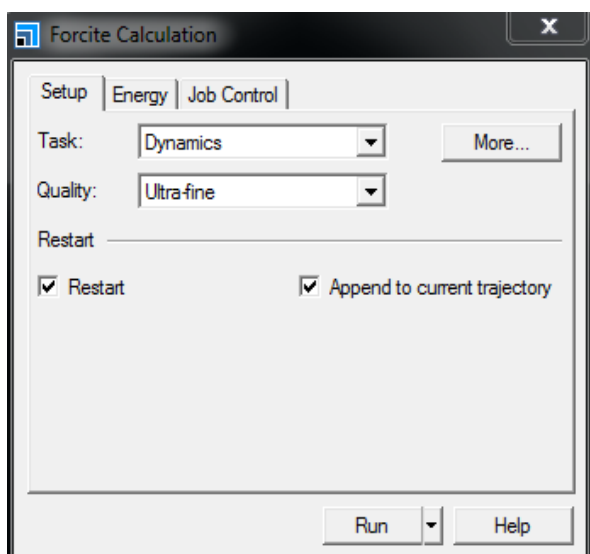 Forcite Calculation
x
Setup Energy Job Control
Task: Dynamics More...
Quality: Ultra-fine
Restart
Restart Append to current trajectory
Run Help